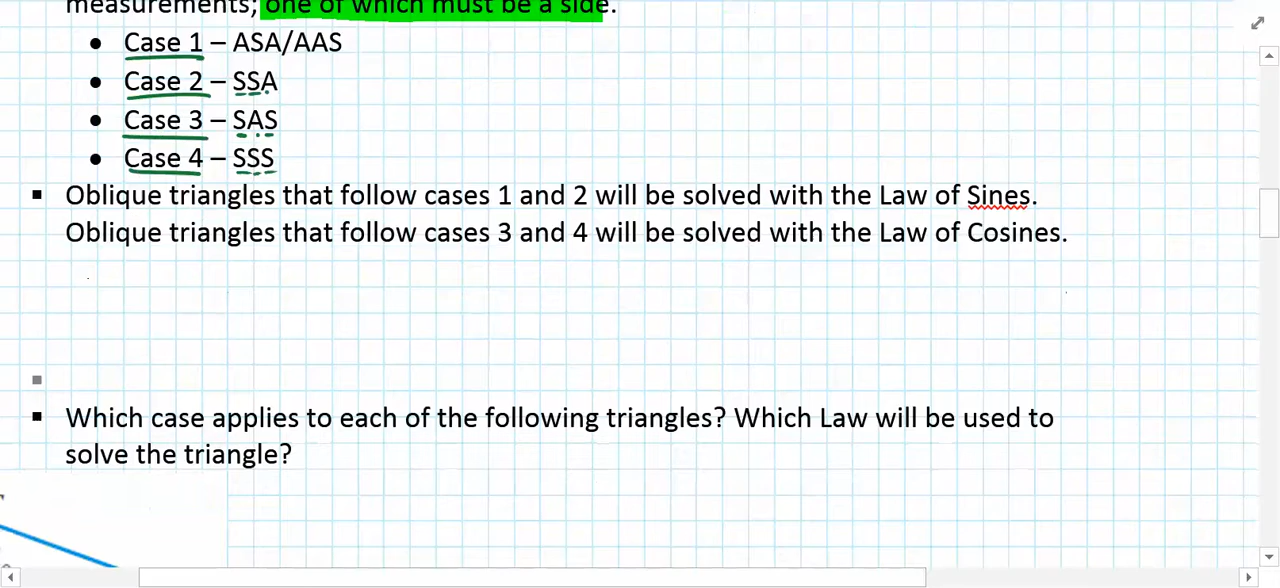 measurements; one of which must be a side.
• Case 1 – ASA/AAS
• Case 2 – SSA
• Case 3 – SAS
• Case 4 – SSS
▪ Oblique triangles that follow cases 1 and 2 will be solved with the Law of Sines.
Oblique triangles that follow cases 3 and 4 will be solved with the Law of Cosines.
▪ Which case applies to each of the following triangles? Which Law will be used to
solve the triangle?